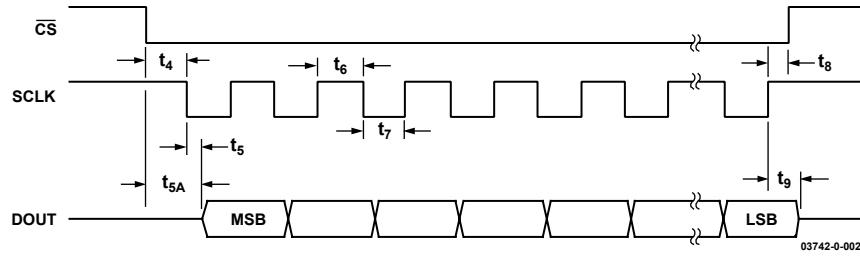 CS
t4
t6
t8
SCLK
t5
t7
t5A
t9
DOUT
MSB
LSB
03742-0-002